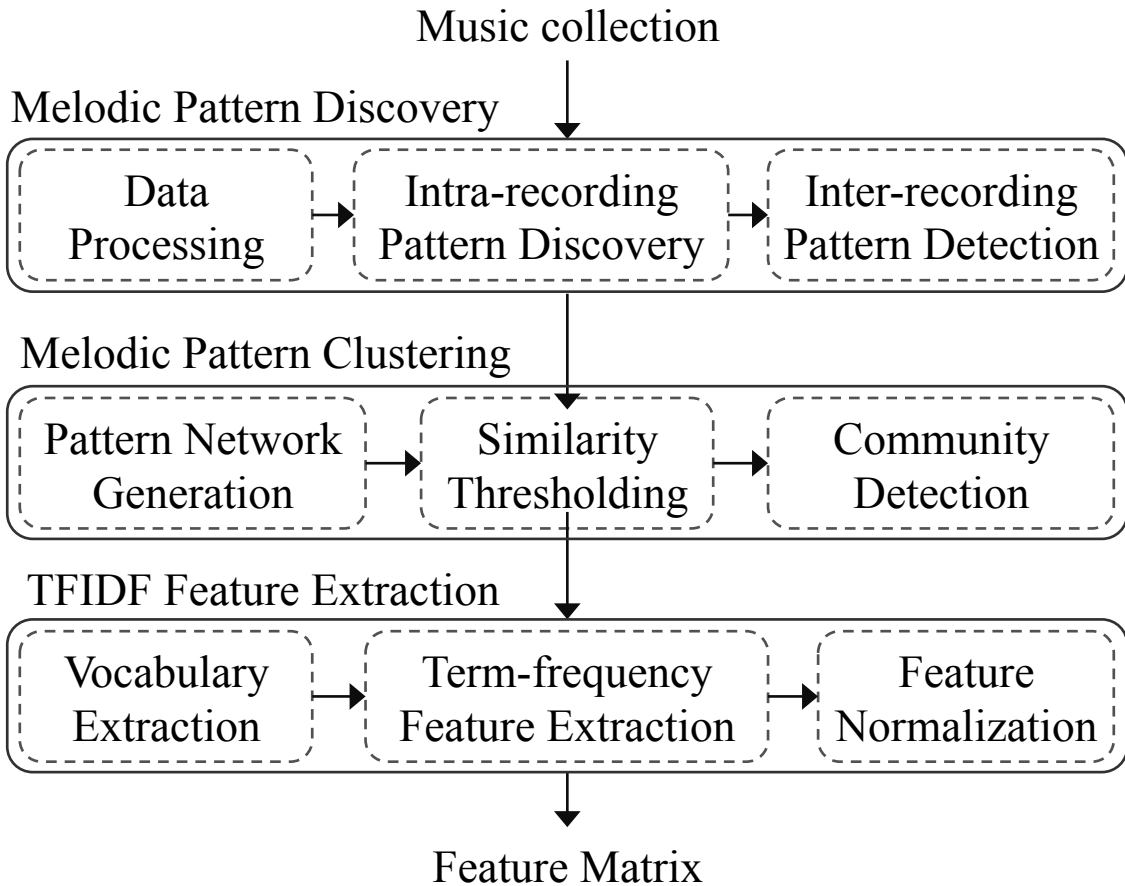 Music collection
Melodic Pattern Discovery
Data
Processing
Intra-recording
Pattern Discovery
Inter-recording
Pattern Detection
Melodic Pattern Clustering
Pattern Network
Generation
Similarity
Thresholding
Community
Detection
TFIDF Feature Extraction
Vocabulary
Extraction
Term-frequency
Feature Extraction
Feature
Normalization
Feature Matrix